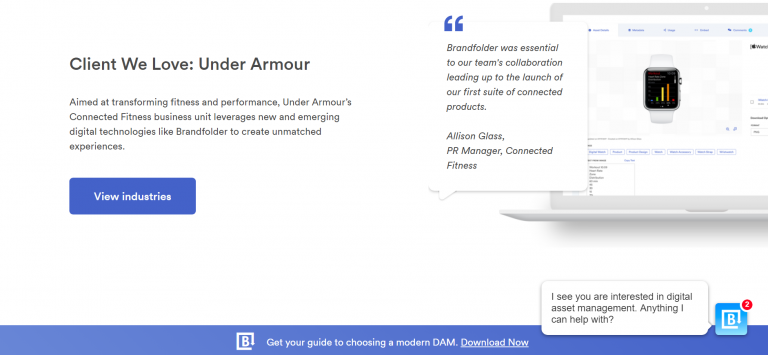 Client We Love: Under Armour
Aimed at transforming fitness and performance, Under Armour's
Connected Fitness business unit leverages new and emerging
digital technologies like Brandfolder to create unmatched
experiences.
View industries
Brandfolder was essential
to our team's collaboration
leading up to the launch of
our first suite of connected
products.
Allison Glass,
PR Manager, Connected
Fitness
I see you are interested in digital
asset management. Anything I
can help with?
2
Get your guide to choosing a modern DAM. Download Now